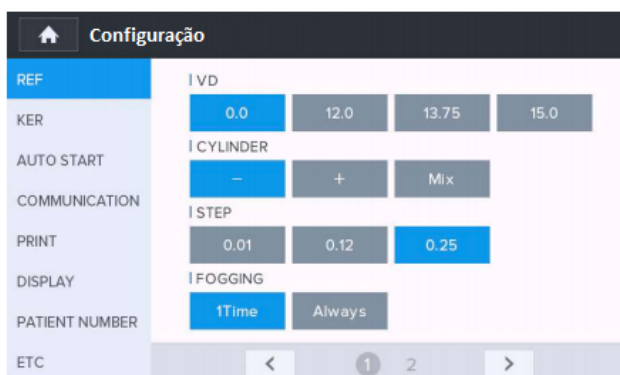 Configuração
REF
KER
AUTO START
COMMUNICATION
PRINT
DISPLAY
PATIENT NUMBER
ETC
VD
0.0 12.0 13.75 15.0
CYLINDER
- + Mix
STEP
0.01 0.12 0.25
FOGGING
1Time Always
< 1 2 >